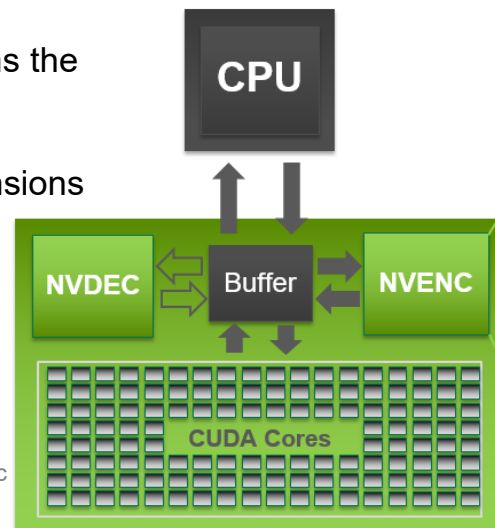 CPU
s the
nsions
NVDEC
Buffer
NVENC
CUDA Cores
c